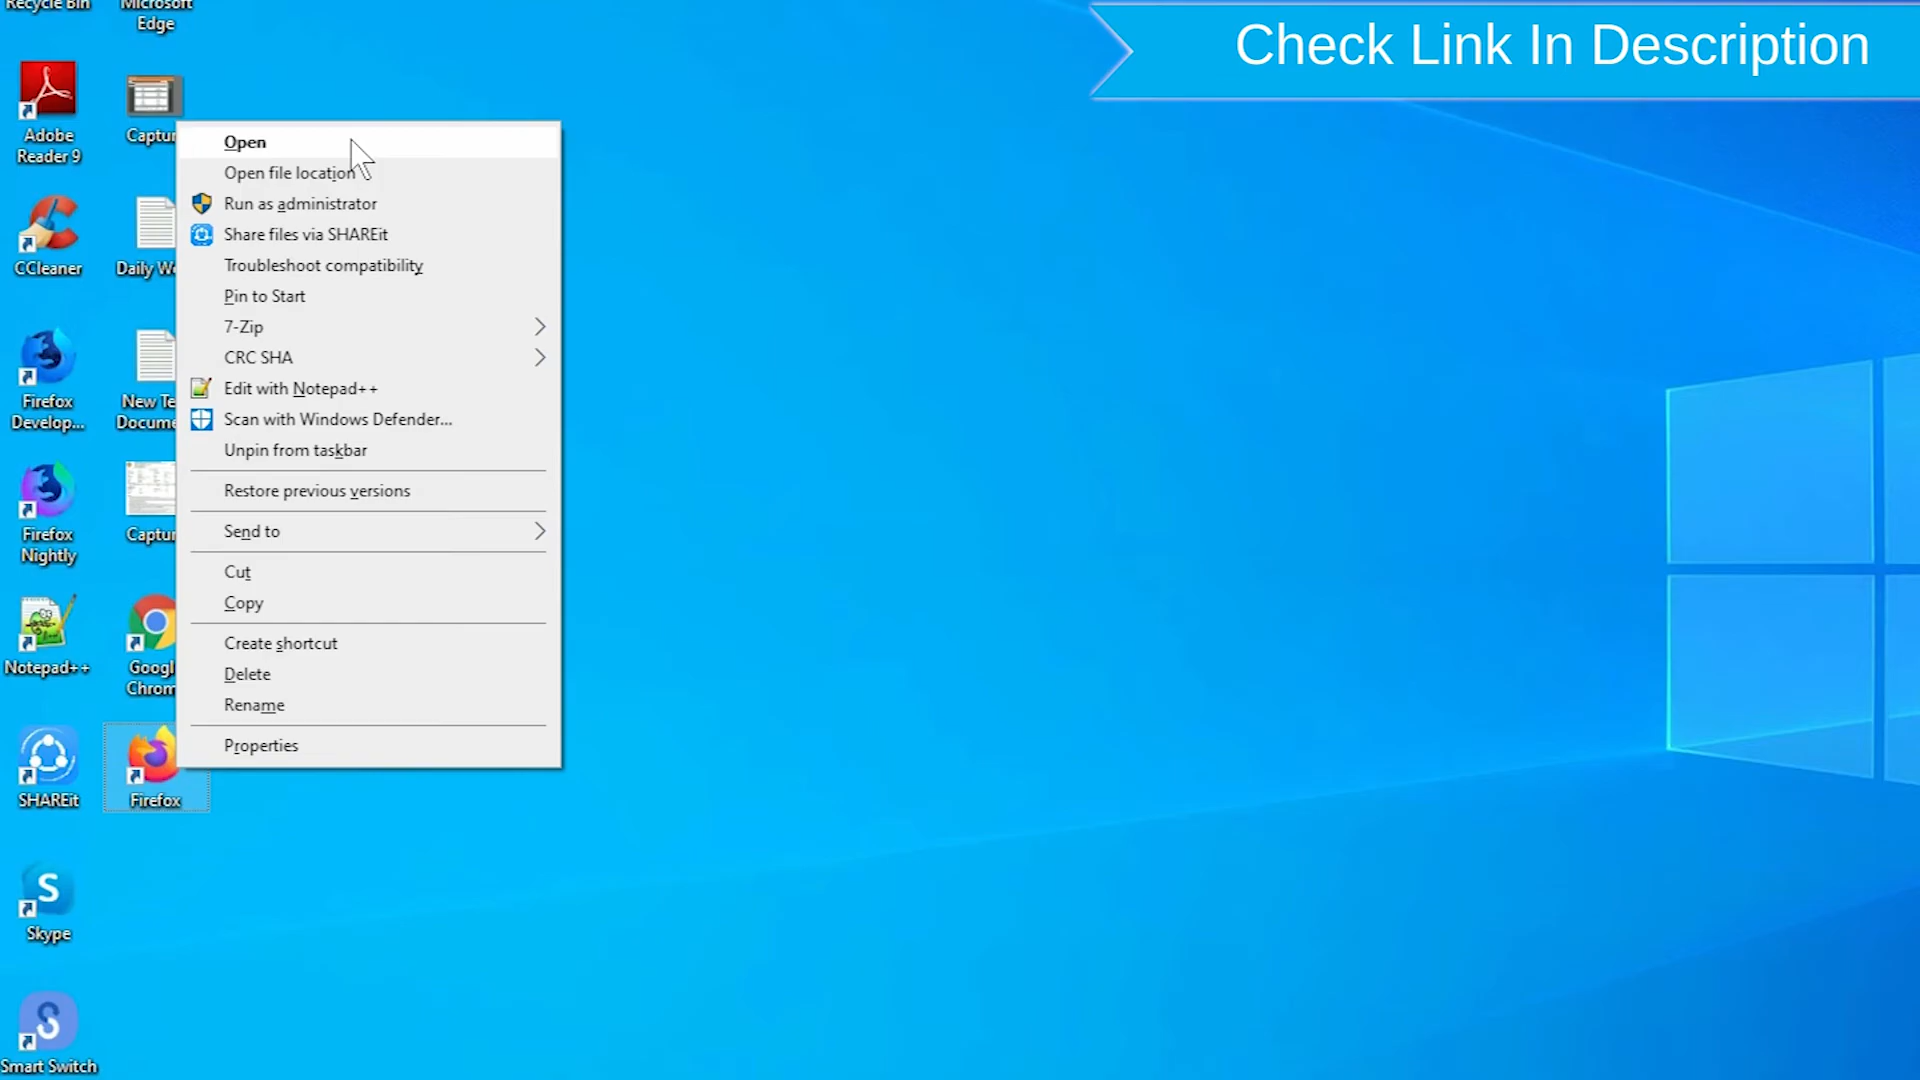 Recycle Bin
Microsoft
Edge
Check Link In Description
Adobe
Reader 9
Captur
CCleaner
Daily Wo
Firefox
Develop...
New Te
Docume
Firefox
Nightly
Captur
Notepad++
Googl
Chrom
SHAREit
Firefox
Skype
Smart Switch
Open
Open file location
Run as administrator
Share files via SHAREit
Troubleshoot compatibility
Pin to Start
7-Zip
CRC SHA
Edit with Notepad++
Scan with Windows Defender...
Unpin from taskbar
Restore previous versions
Send to
Cut
Copy
Create shortcut
Delete
Rename
Properties